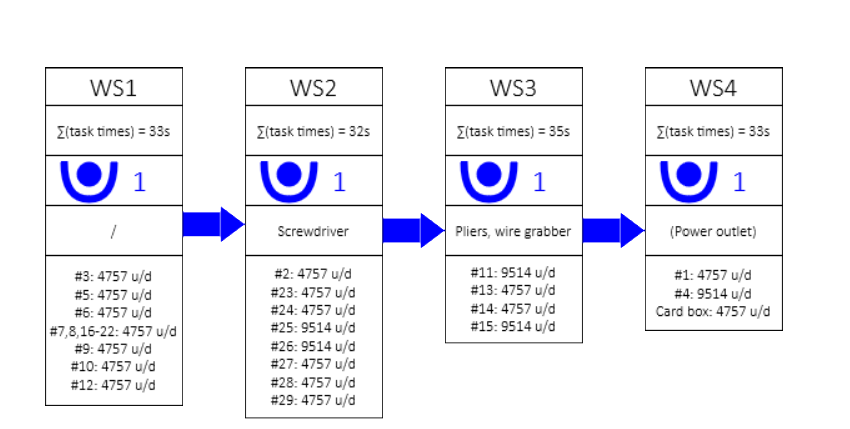 WS1
∑(task times) = 33s
1
/
#3: 4757 u/d
#5: 4757 u/d
#6: 4757 u/d
#7,8,16-22: 4757 u/d
#9: 4757 u/d
#10: 4757 u/d
#12: 4757 u/d
WS2
∑(task times) = 32s
1
Screwdriver
#2: 4757 u/d
#23: 4757 u/d
#24: 4757 u/d
#25: 9514 u/d
#26: 9514 u/d
#27: 4757 u/d
#28: 4757 u/d
#29: 4757 u/d
WS3
∑(task times) = 35s
1
Pliers, wire grabber
#11: 9514 u/d
#13: 4757 u/d
#14: 4757 u/d
#15: 9514 u/d
WS4
∑(task times) = 33s
1
(Power outlet)
#1: 4757 u/d
#4: 9514 u/d
Card box: 4757 u/d